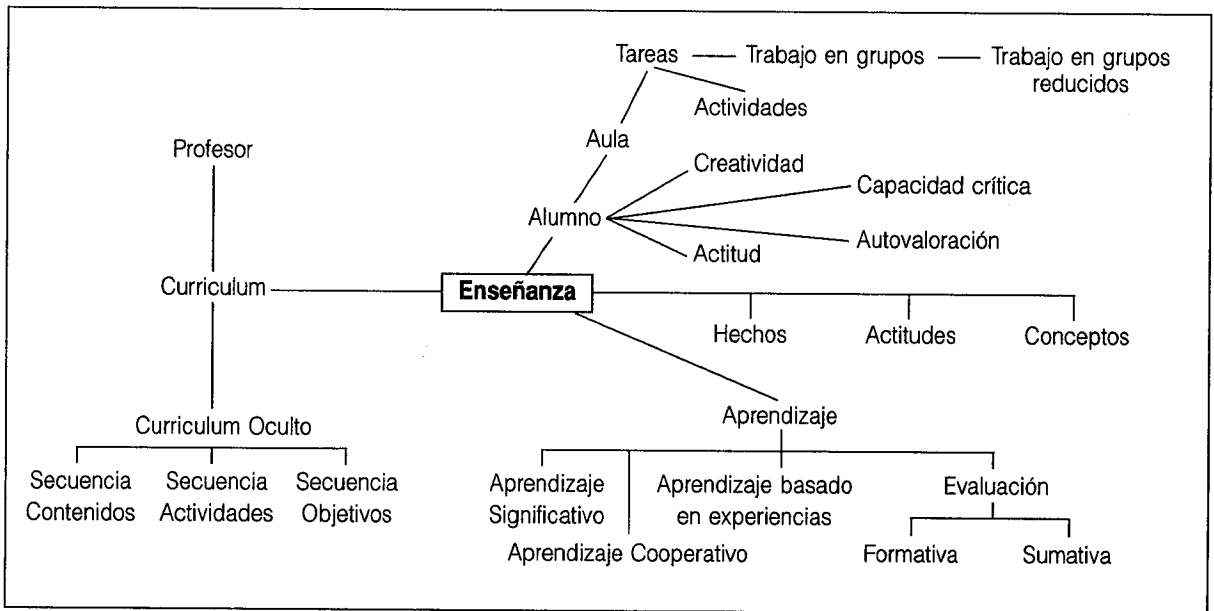 Tareas
Trabajo en grupos
Trabajo en grupos
reducidos
Actividades
Aula
Profesor
Creatividad
Capacidad crítica
Alumno
Autovaloración
Actitud
Curriculum
Enseñanza
Hechos
Actitudes
Conceptos
Aprendizaje
Curriculum Oculto
Secuencia
Contenidos
Secuencia
Actividades
Secuencia
Objetivos
Aprendizaje
Significativo
Aprendizaje Cooperativo
Aprendizaje basado
en experiencias
Evaluación
Formativa
Sumativa